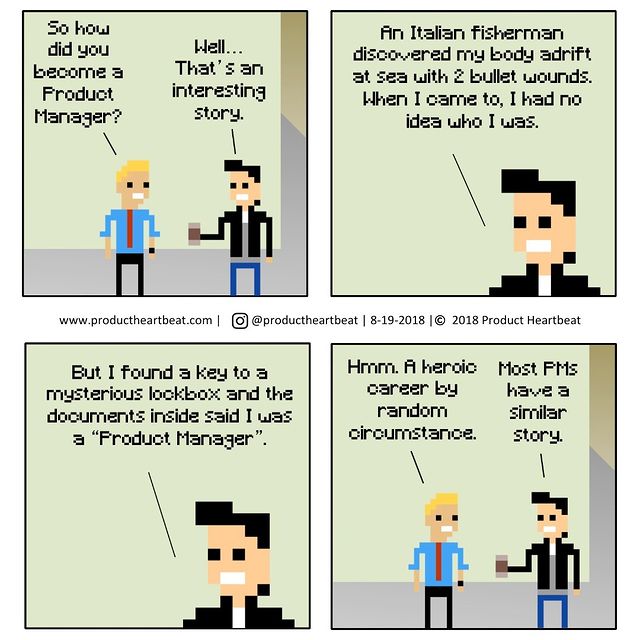 So how
did you
become a
Product
Manager?
Well...
That's an
interesting
story.
An Italian fisherman
discovered my body adrift
at sea with 2 bullet wounds.
When I came to, I had no
idea who I was.
www.productheartbeat.com | @productheartbeat | 8-19-2018 |© 2018 Product Heartbeat
But I found a key to a
mysterious lockbox and the
documents inside said I was
a “Product Manager”.
Hmm. A heroic
career by
random
circumstance.
Most PMs
have a
similar
story.